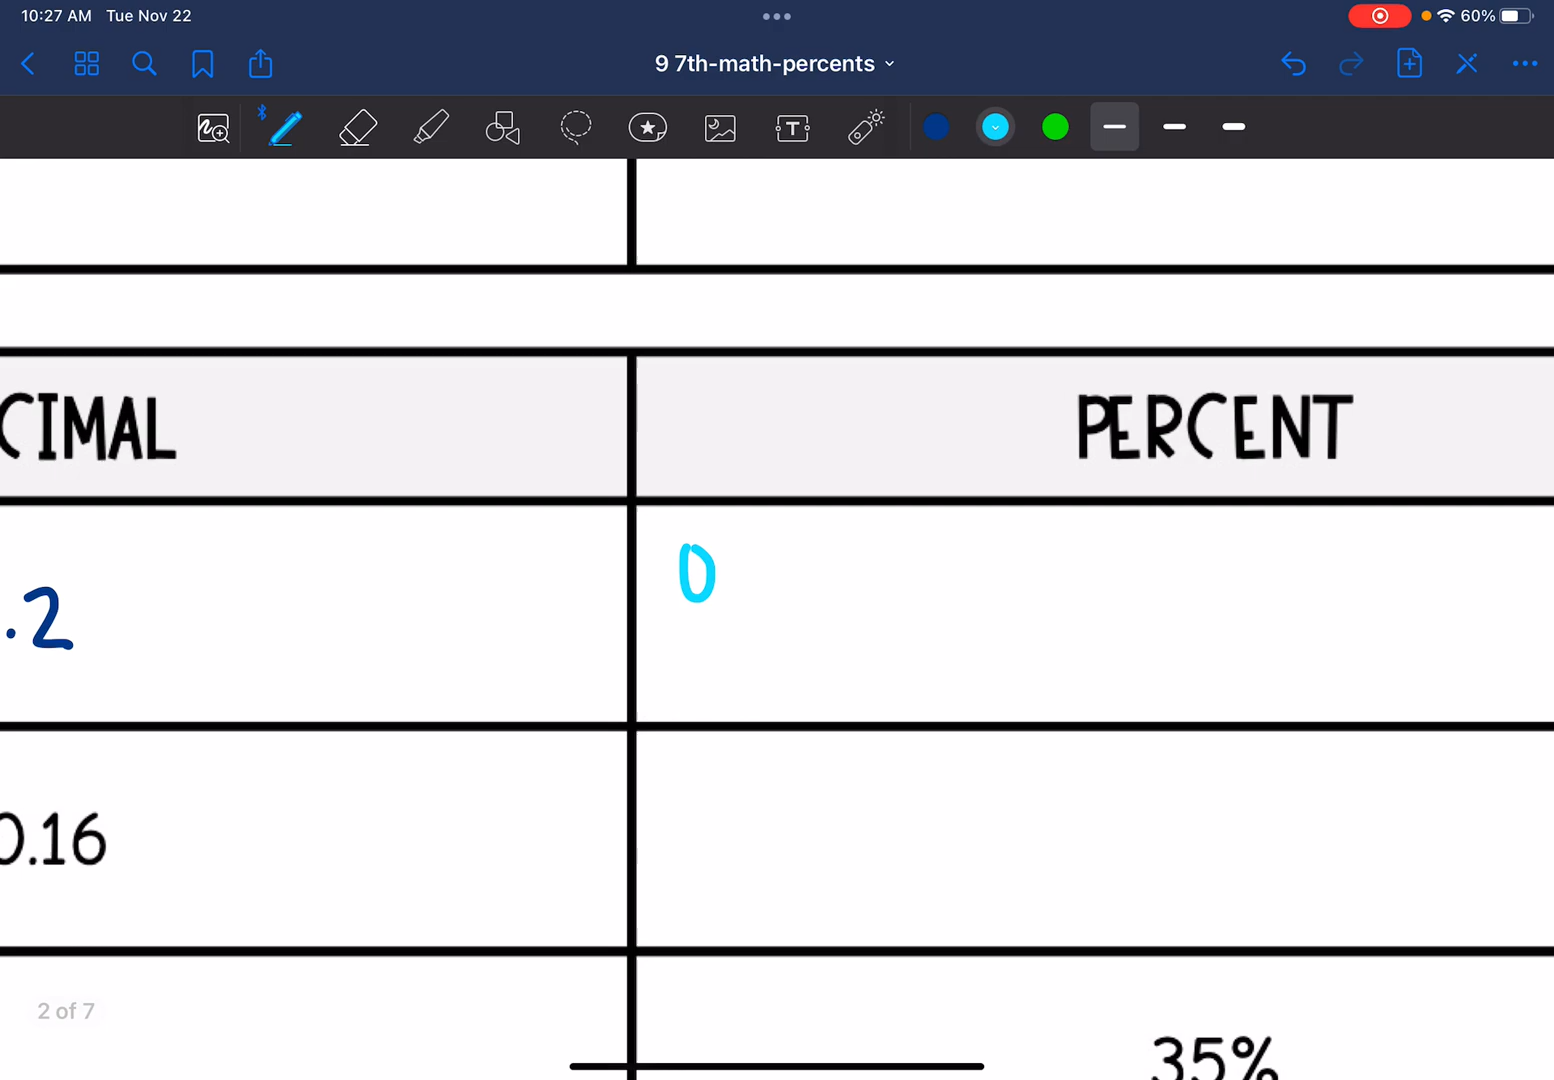 10:27 AM Tue Nov 22
60%
9 7th-math-percents
T
CIMAL PERCENT
.2 0
0.16
2 of 7
35%